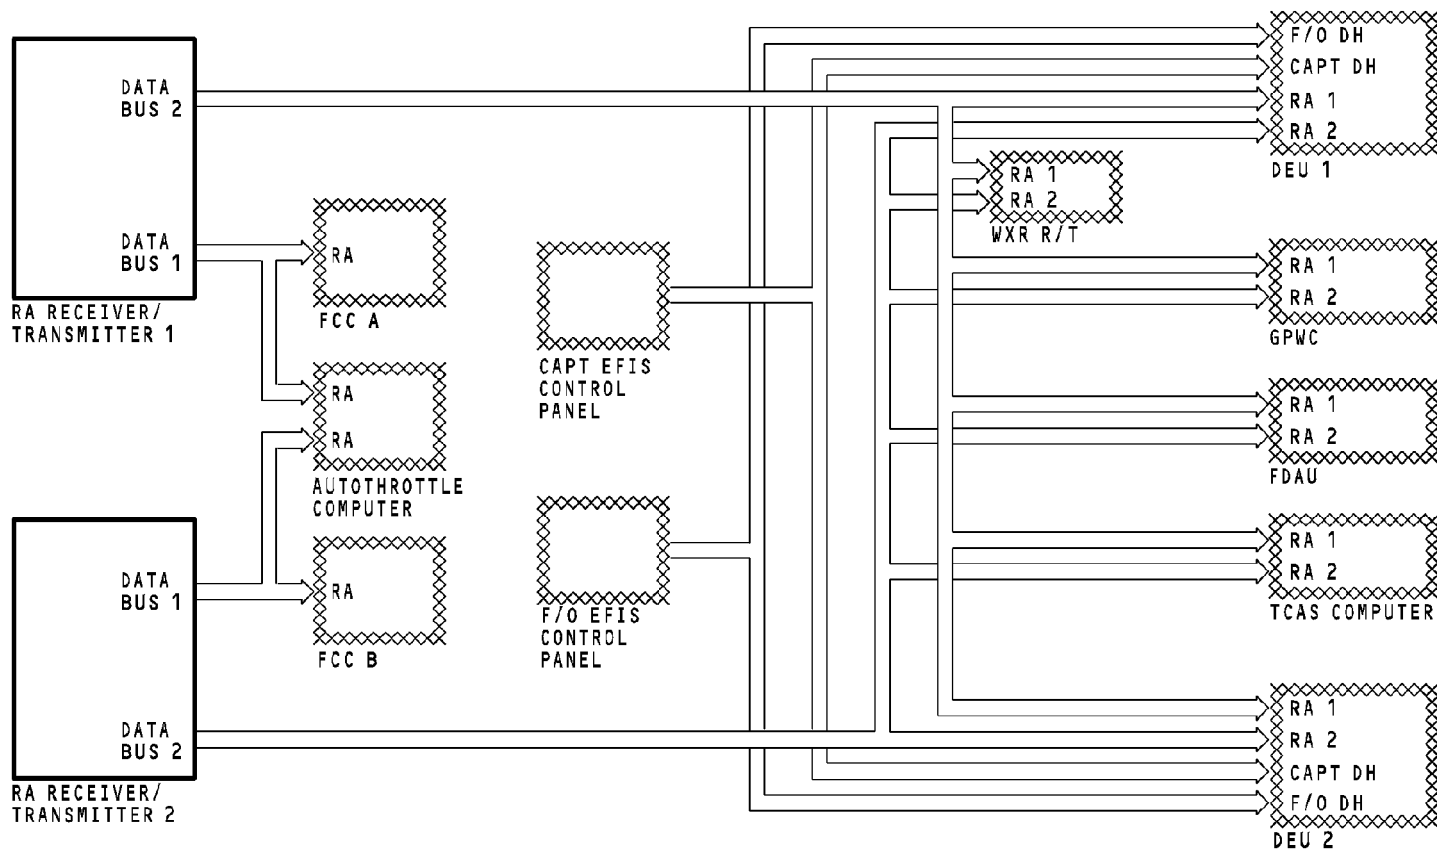 DATA
BUS 2
DATA
BUS 1
RA RECEIVER/
TRANSMITTER 1
RA
FCC A
RA
RA
AUTOTHROTTLE
COMPUTER
DATA
BUS 1
RA
FCC B
DATA
BUS 2
RA RECEIVER/
TRANSMITTER 2
CAPT EFIS
CONTROL
PANEL
F/O EFIS
CONTROL
PANEL
F/O DH
CAPT DH
RA 1
RA 2
DEU 1
RA 1
RA 2
WXR R/T
RA 1
RA 2
GPWC
RA 1
RA 2
FDAU
RA 1
RA 2
TCAS COMPUTER
RA 1
RA 2
CAPT DH
F/O DH
DEU 2